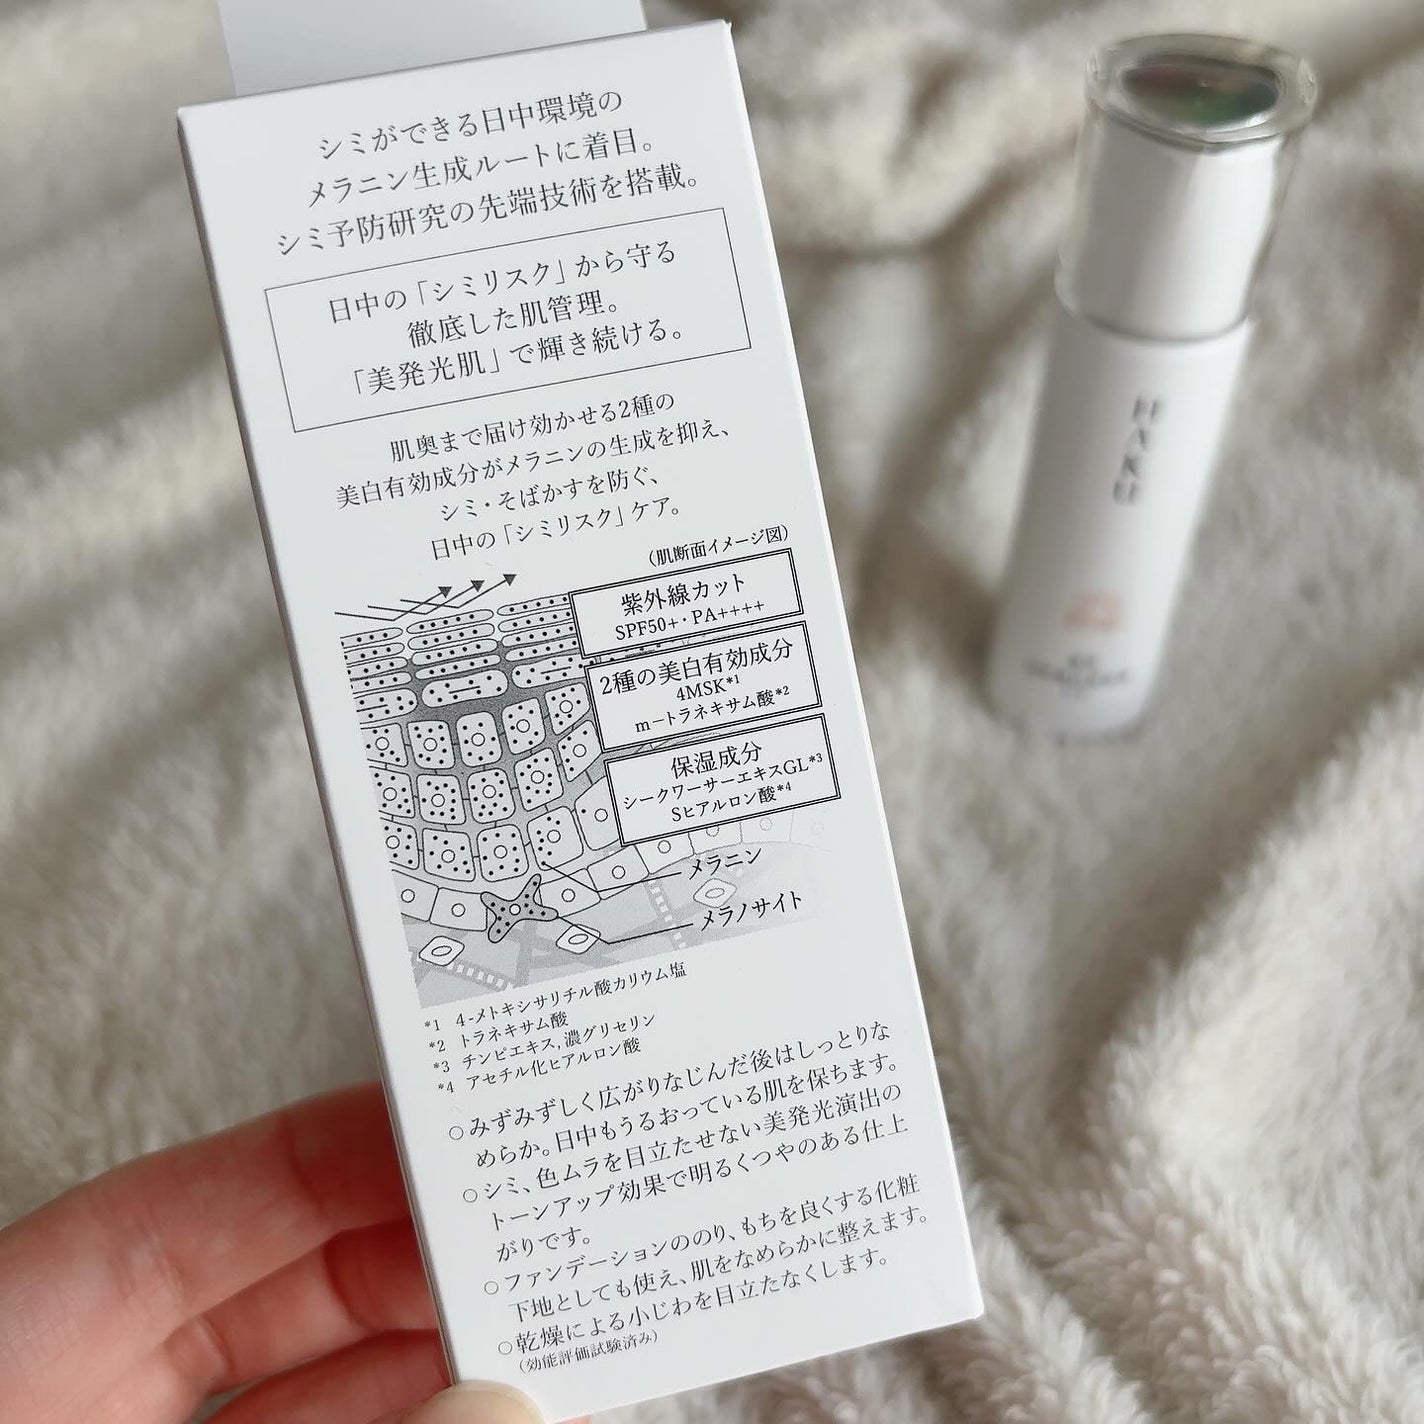 シミができる日中環境の
メラニン生成ルートに着目。
シミ予防研究の先端技術を搭載。
日中の「シミリスク」から守る
徹底した肌管理。
「美発光肌」で輝き続ける。
肌奥まで届け効かせる2種の
美白有効成分がメラニンの生成を抑え、
シミ・そばかすを防ぐ、
日中の「シミリスク」ケア。
(肌断面イメージ図)
紫外線カット
SPF50+・PA++++
2種の美白有効成分
4MSK*1
m-トラネキサム酸*2
保湿成分
シークワーサーエキスGL*3
Sヒアルロン酸*4
メラニン
メラノサイト
*1 4-メトキシサリチル酸カリウム塩
*2 トラネキサム酸
*3 チンピエキス,濃グリセリン
*4 アセチル化ヒアルロン酸
○みずみずしく広がりなじんだ後はしっとりな
めらか。日中もうるおっている肌を保ちます。
○シミ、色ムラを目立たせない美発光演出の
トーンアップ効果で明るくつやのある仕上
がりです。
○ファンデーションののり、もちを良くする化粧
下地としても使え、肌をなめらかに整えます。
○乾燥による小じわを目立たなくします。
(効能評価試験済み)
HAKU